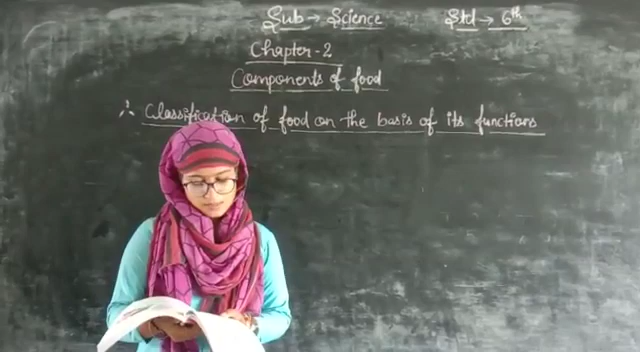 Sub → Science Std → 6th
Chapter-2
Components of food
∴ Classification of food on the basis of its functions